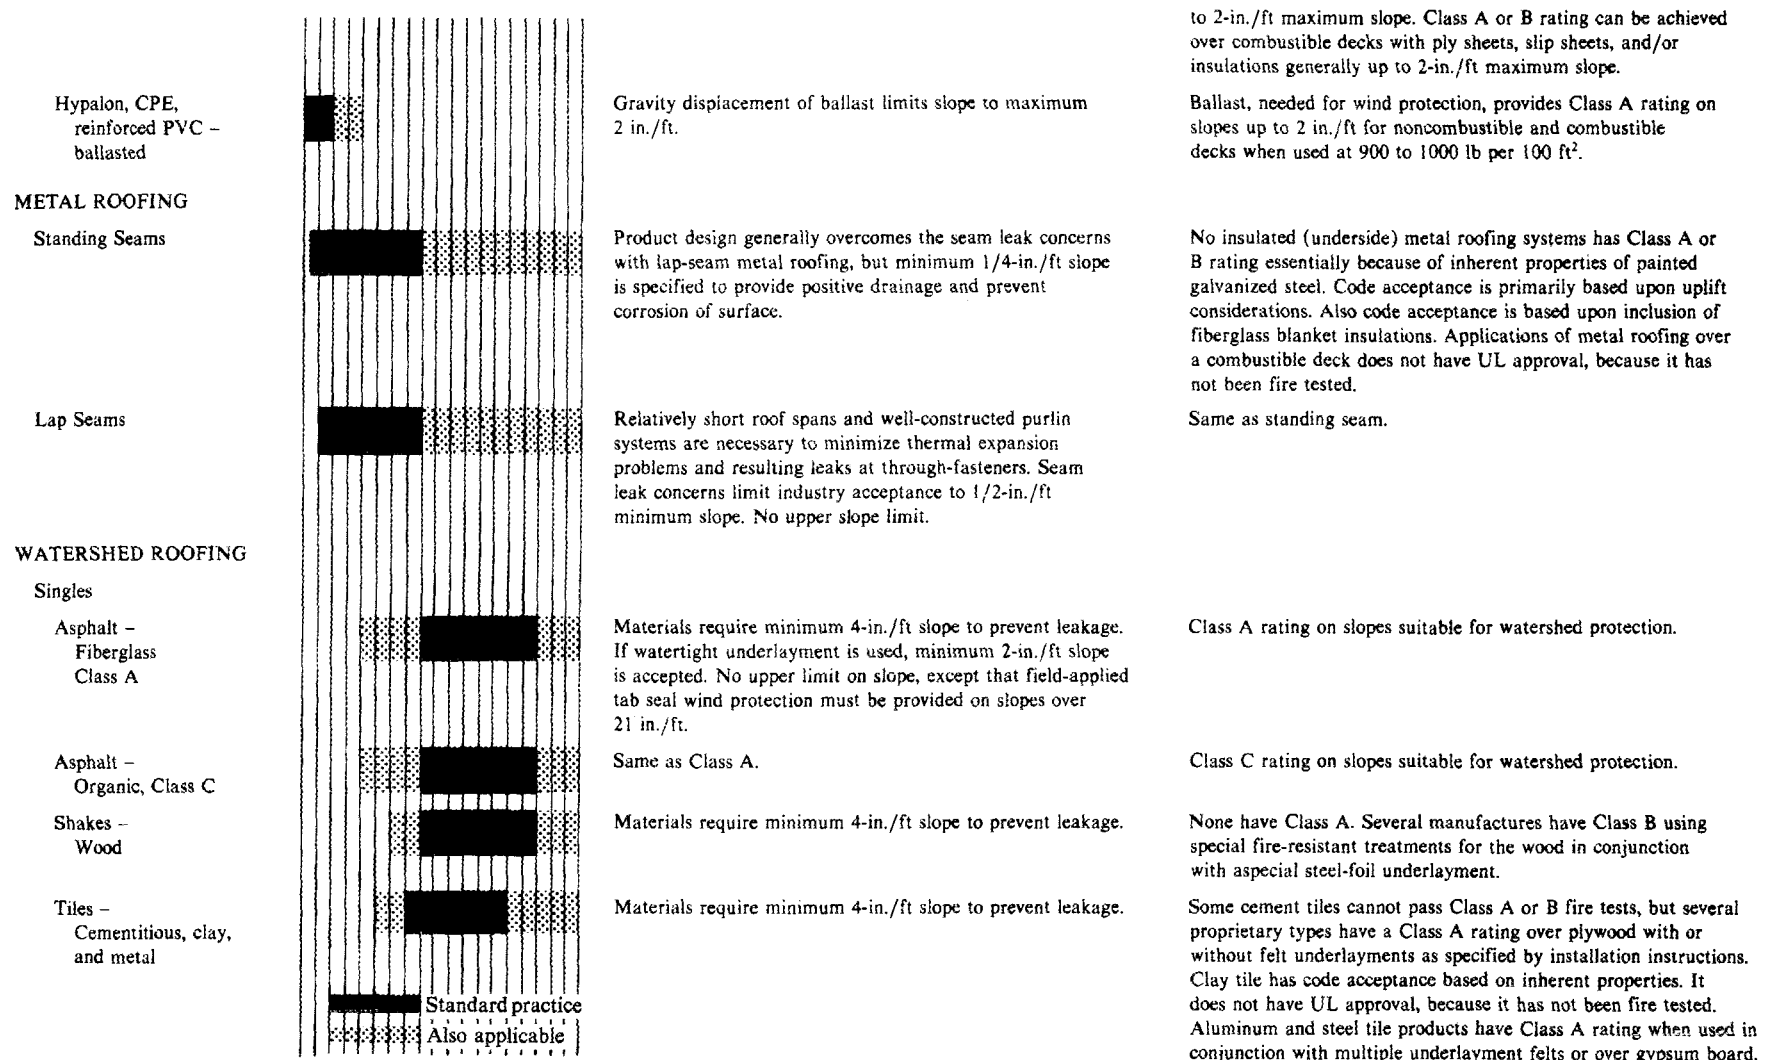 to 2-in./ft maximum slope. Class A or B rating can be achieved
over combustible decks with ply sheets, slip sheets, and/or
insulations generally up to 2-in./ft maximum slope.
Hypalon, CPE,
reinforced PVC –
ballasted
Gravity displacement of ballast limits slope to maximum
2 in./ft.
Ballast, needed for wind protection, provides Class A rating on
slopes up to 2 in./ft for noncombustible and combustible
decks when used at 900 to 1000 lb per 100 ft².
METAL ROOFING
Standing Seams
Product design generally overcomes the seam leak concerns
with lap-seam metal roofing, but minimum 1/4-in./ft slope
is specified to provide positive drainage and prevent
corrosion of surface.
No insulated (underside) metal roofing systems has Class A or
B rating essentially because of inherent properties of painted
galvanized steel. Code acceptance is primarily based upon uplift
considerations. Also code acceptance is based upon inclusion of
fiberglass blanket insulations. Applications of metal roofing over
a combustible deck does not have UL approval, because it has
not been fire tested.
Lap Seams
Relatively short roof spans and well-constructed purlin
systems are necessary to minimize thermal expansion
problems and resulting leaks at through-fasteners. Seam
leak concerns limit industry acceptance to 1/2-in./ft
minimum slope. No upper slope limit.
Same as standing seam.
WATERSHED ROOFING
Singles
Asphalt –
Fiberglass
Class A
Materials require minimum 4-in./ft slope to prevent leakage.
If watertight underlayment is used, minimum 2-in./ft slope
is accepted. No upper limit on slope, except that field-applied
tab seal wind protection must be provided on slopes over
21 in./ft.
Class A rating on slopes suitable for watershed protection.
Asphalt –
Organic, Class C
Same as Class A.
Class C rating on slopes suitable for watershed protection.
Shakes –
Wood
Materials require minimum 4-in./ft slope to prevent leakage.
None have Class A. Several manufactures have Class B using
special fire-resistant treatments for the wood in conjunction
with aspecial steel-foil underlayment.
Tiles –
Cementitious, clay,
and metal
Materials require minimum 4-in./ft slope to prevent leakage.
Some cement tiles cannot pass Class A or B fire tests, but several
proprietary types have a Class A rating over plywood with or
without felt underlayments as specified by installation instructions.
Clay tile has code acceptance based on inherent properties. It
does not have UL approval, because it has not been fire tested.
Aluminum and steel tile products have Class A rating when used in
conjunction with multiple underlayment felts or over gypsum board.
Standard practice
Also applicable